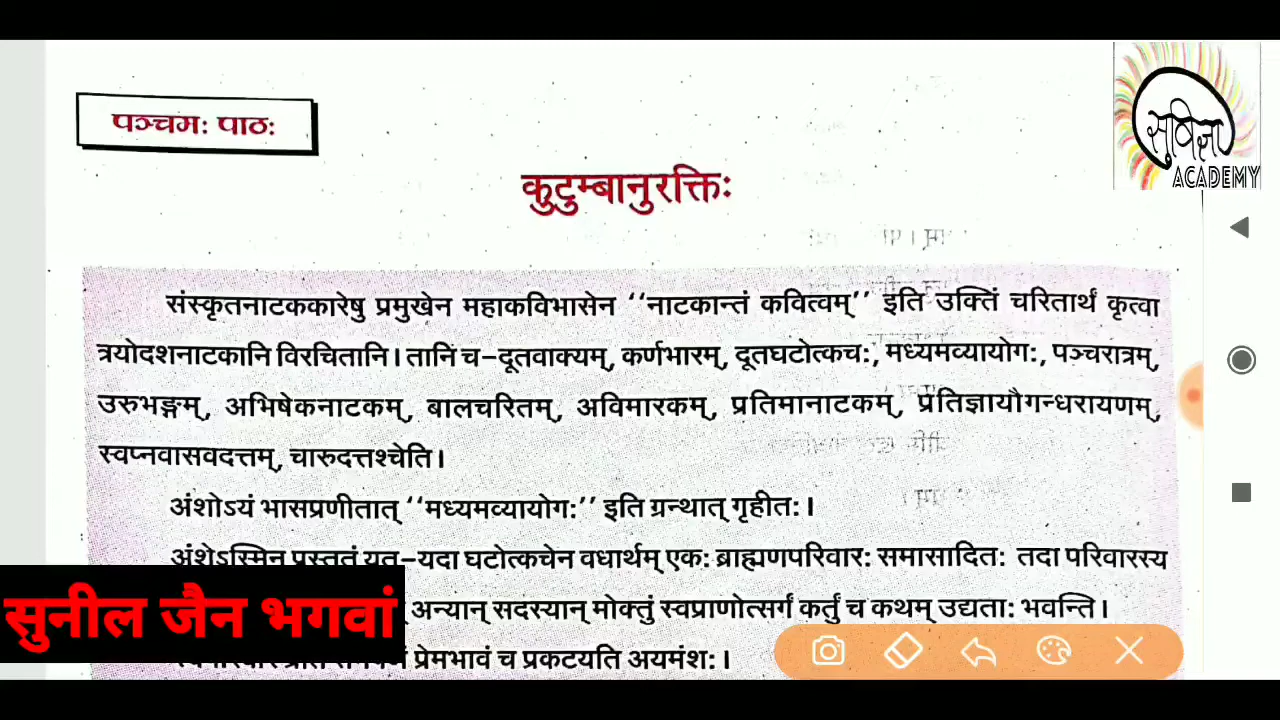 पञ्चमः पाठः
सुविज्ञा
ACADEMY
कुटुम्बानुरक्तिः
संस्कृतनाटककारेषु प्रमुखेन महाकविभासेन ‘‘नाटकान्तं कवित्वम्’’ इति उक्तिं चरितार्थं कृत्वा
त्रयोदशनाटकानि विरचितानि। तानि च–दूतवाक्यम्, कर्णभारम्, दूतघटोत्कचः, मध्यमव्यायोगः, पञ्चरात्रम्,
उरुभङ्गम्, अभिषेकनाटकम्, बालचरितम्, अविमारकम्, प्रतिमानाटकम्, प्रतिज्ञायौगन्धरायणम्,
स्वप्नवासवदत्तम्, चारुदत्तश्चेति।
अंशोऽयं भासप्रणीतात् ‘‘मध्यमव्यायोगः’’ इति ग्रन्थात् गृहीतः।
अंशेऽस्मिन् प्रस्तुतं यत्–यदा घटोत्कचेन वधार्थम् एकः ब्राह्मणपरिवारः समासादितः तदा परिवारस्य
अन्यान् सदस्यान् मोक्तुं स्वप्राणोत्सर्गं कर्तुं च कथम् उद्यताः भवन्ति।
प्रेमभावं च प्रकटयति अयमंशः।
सुनील जैन भगवां